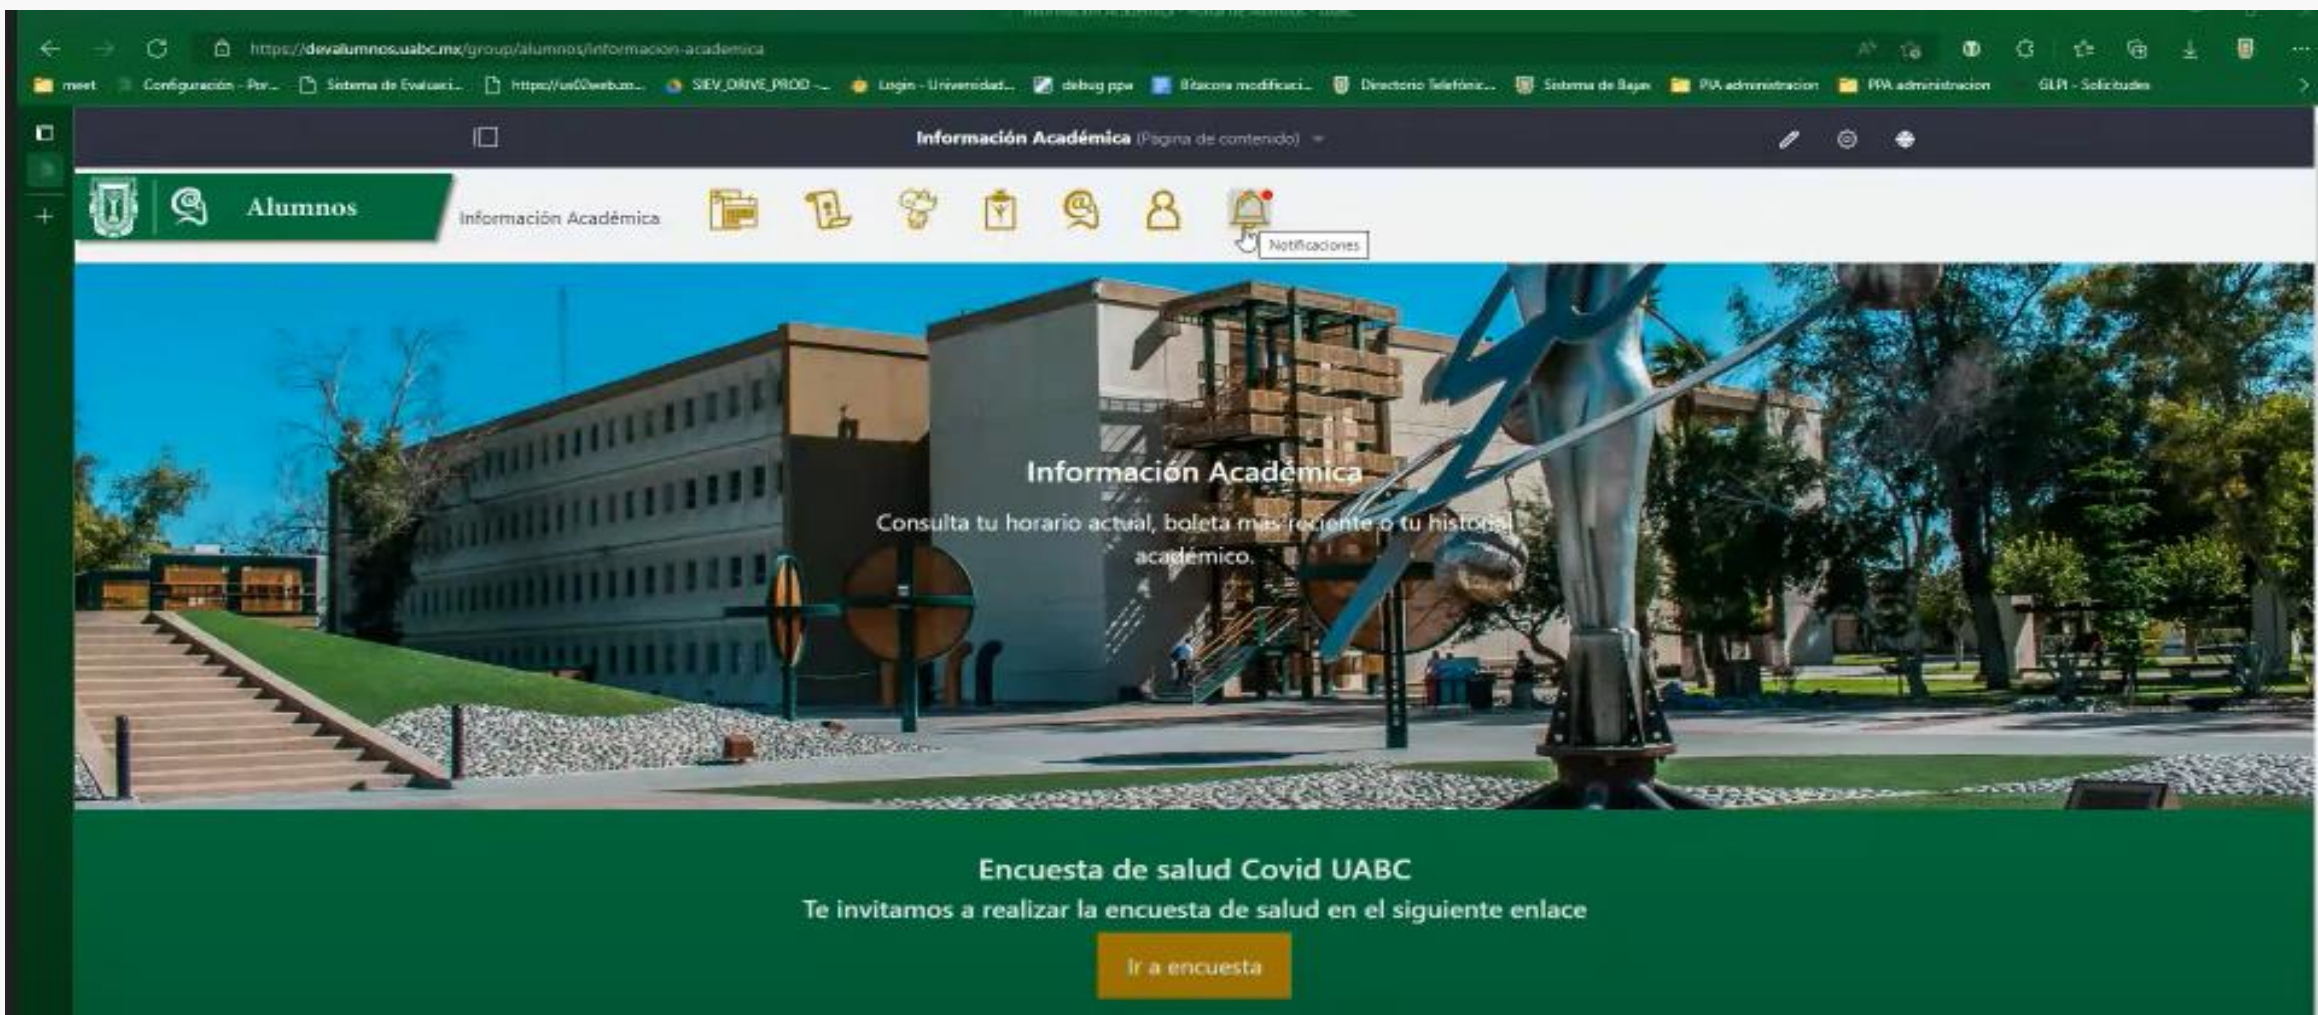 https://devalumnos.uabc.mx/group/alumnos/informacion-academica
meet
Configuración - Por...
Sistema de Evaluaci...
https://us02web.zo...
SIEV_DRIVE_PROD -...
Login - Universidad...
debug ppa
Bitacora modificaci...
Directorio Telefónic...
Sistema de Bajas
PIA administracion
PPA administracion
GLPI - Solicitudes
Información Académica (Página de contenido)
Alumnos
Información Académica
Notificaciones
Información Académica
Consulta tu horario actual, boleta más reciente o tu historial
académico.
Encuesta de salud Covid UABC
Te invitamos a realizar la encuesta de salud en el siguiente enlace
Ir a encuesta